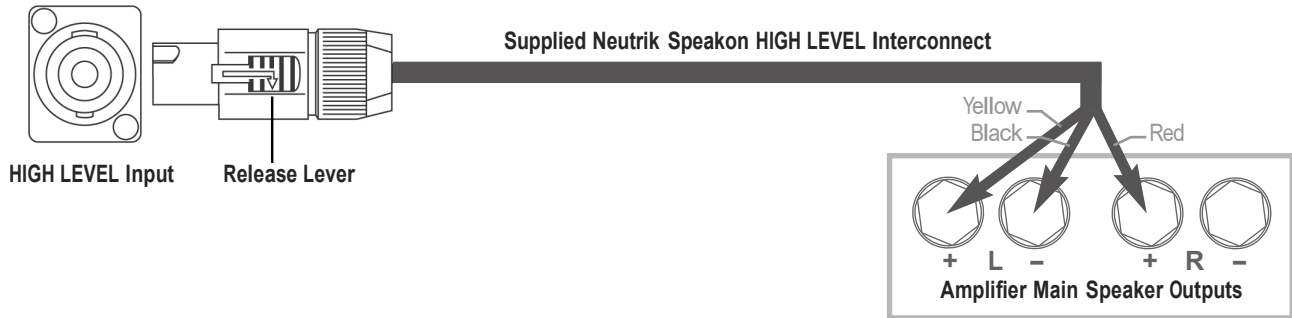 Supplied Neutrik Speakon HIGH LEVEL Interconnect
Yellow
Black
Red
HIGH LEVEL Input
Release Lever
+ L − + R −
Amplifier Main Speaker Outputs